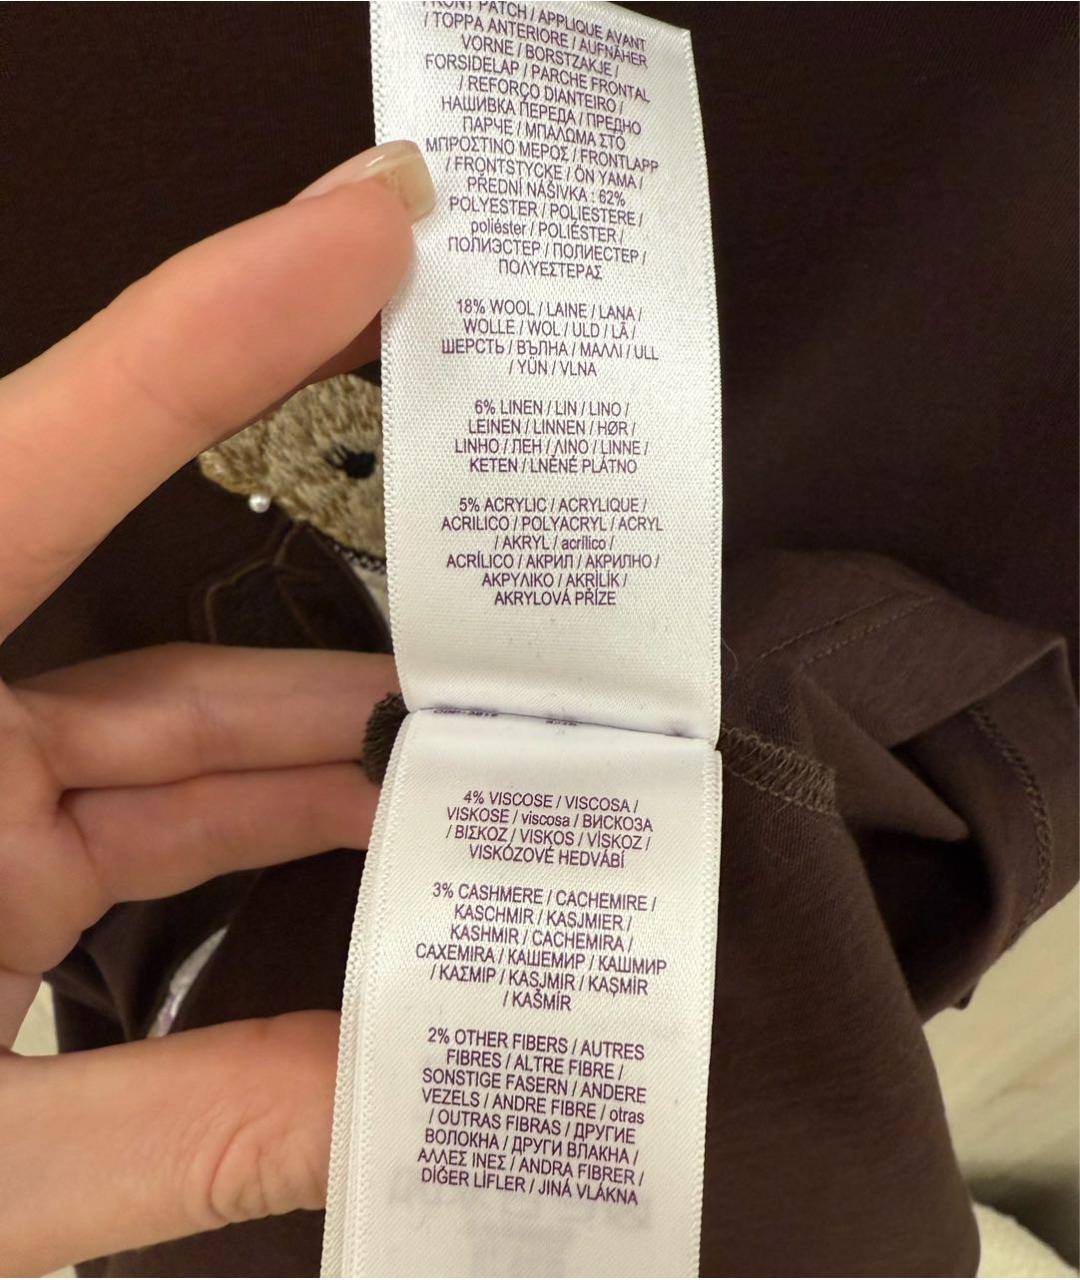 FRONT PATCH / APPLIQUE AVANT
/ TOPPA ANTERIORE / AUFNÄHER
VORNE / BORSTZAKJE /
FORSIDELAP / PARCHE FRONTAL
/ REFORÇO DIANTEIRO /
НАШИВКА ПЕРЕДА / ПРЕДНО
ПАРЧЕ / ΜΠΑΛΩΜΑ ΣΤΟ
ΜΠΡΟΣΤΙΝΟ ΜΕΡΟΣ / FRONTLAPP
/ FRONTSTYCKE / ÖN YAMA /
PŘEDNÍ NÁŠIVKA : 62%
POLYESTER / POLIESTERE /
poliéster / POLIÉSTER /
ПОЛИЭСТЕР / ПОЛИЕСТЕР /
ΠΟΛΥΕΣΤΕΡΑΣ
18% WOOL / LAINE / LANA /
WOLLE / WOL / ULD / LÃ /
ШЕРСТЬ / ВЪЛНА / ΜΑΛΛΙ / ULL
/ YÜN / VLNA
6% LINEN / LIN / LINO /
LEINEN / LINNEN / HØR /
LINHO / ЛЕН / ΛΙΝΟ / LINNE /
KETEN / LNĚNÉ PLÁTNO
5% ACRYLIC / ACRYLIQUE /
ACRILICO / POLYACRYL / ACRYL
/ AKRYL / acrílico /
ACRÍLICO / АКРИЛ / АКРИЛНО /
ΑΚΡΥΛΙΚΟ / AKRİLİK /
AKRYLOVÁ PŘÍZE
4% VISCOSE / VISCOSA /
VISKOSE / viscosa / ВИСКОЗА
/ ΒΙΣΚΟΖ / VISKOS / VİSKOZ /
VISKÓZOVÉ HEDVÁBÍ
3% CASHMERE / CACHEMIRE /
KASCHMIR / KASJMIER /
KASHMIR / CACHEMIRA /
CAXEMIRA / КАШЕМИР / КАШМИР
/ ΚΑΣΜΙΡ / KASJMIR / KAŞMİR
/ KAŠMÍR
2% OTHER FIBERS / AUTRES
FIBRES / ALTRE FIBRE /
SONSTIGE FASERN / ANDERE
VEZELS / ANDRE FIBRE / otras
/ OUTRAS FIBRAS / ДРУГИЕ
ВОЛОКНА / ДРУГИ ВЛАКНА /
ΑΛΛΕΣ ΙΝΕΣ / ANDRA FIBRER /
DİĞER LİFLER / JINÁ VLÁKNA